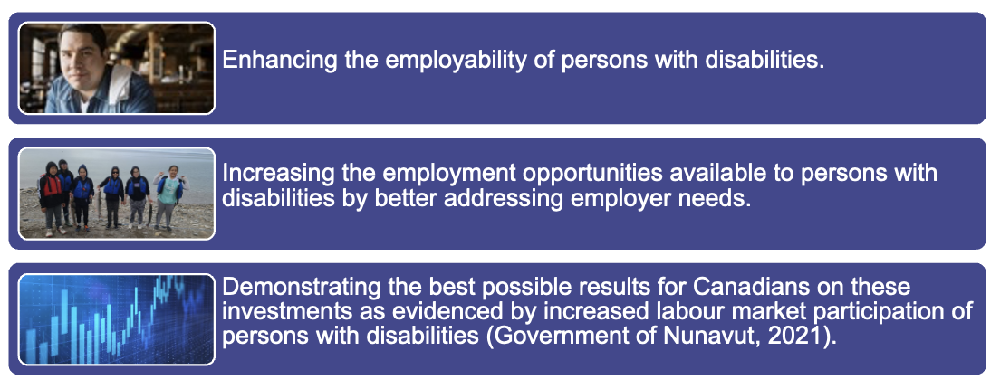 Enhancing the employability of persons with disabilities.
Increasing the employment opportunities available to persons with
disabilities by better addressing employer needs.
Demonstrating the best possible results for Canadians on these
investments as evidenced by increased labour market participation of
persons with disabilities (Government of Nunavut, 2021).